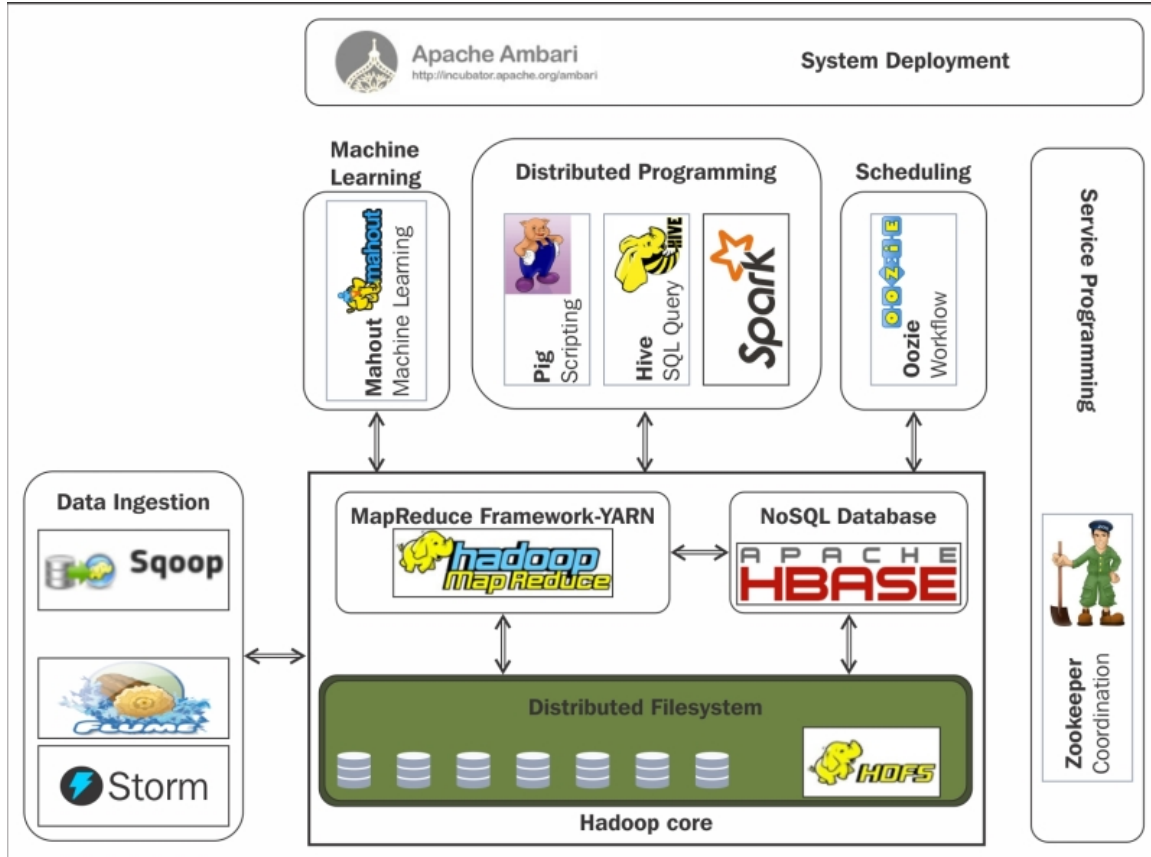 Apache Ambari
http://incubator.apache.org/ambari
System Deployment
Machine
Learning
mahout
Mahout
Machine Learning
Distributed Programming
Pig
Scripting
HIVE
Hive
SQL Query
Spark
Scheduling
OOZIE
Oozie
Workflow
Service Programming
Zookeeper
Coordination
Data Ingestion
Sqoop
FLUME
Storm
MapReduce Framework-YARN
hadoop
Map Reduce
NoSQL Database
APACHE
HBASE
Distributed Filesystem
HDFS
Hadoop core